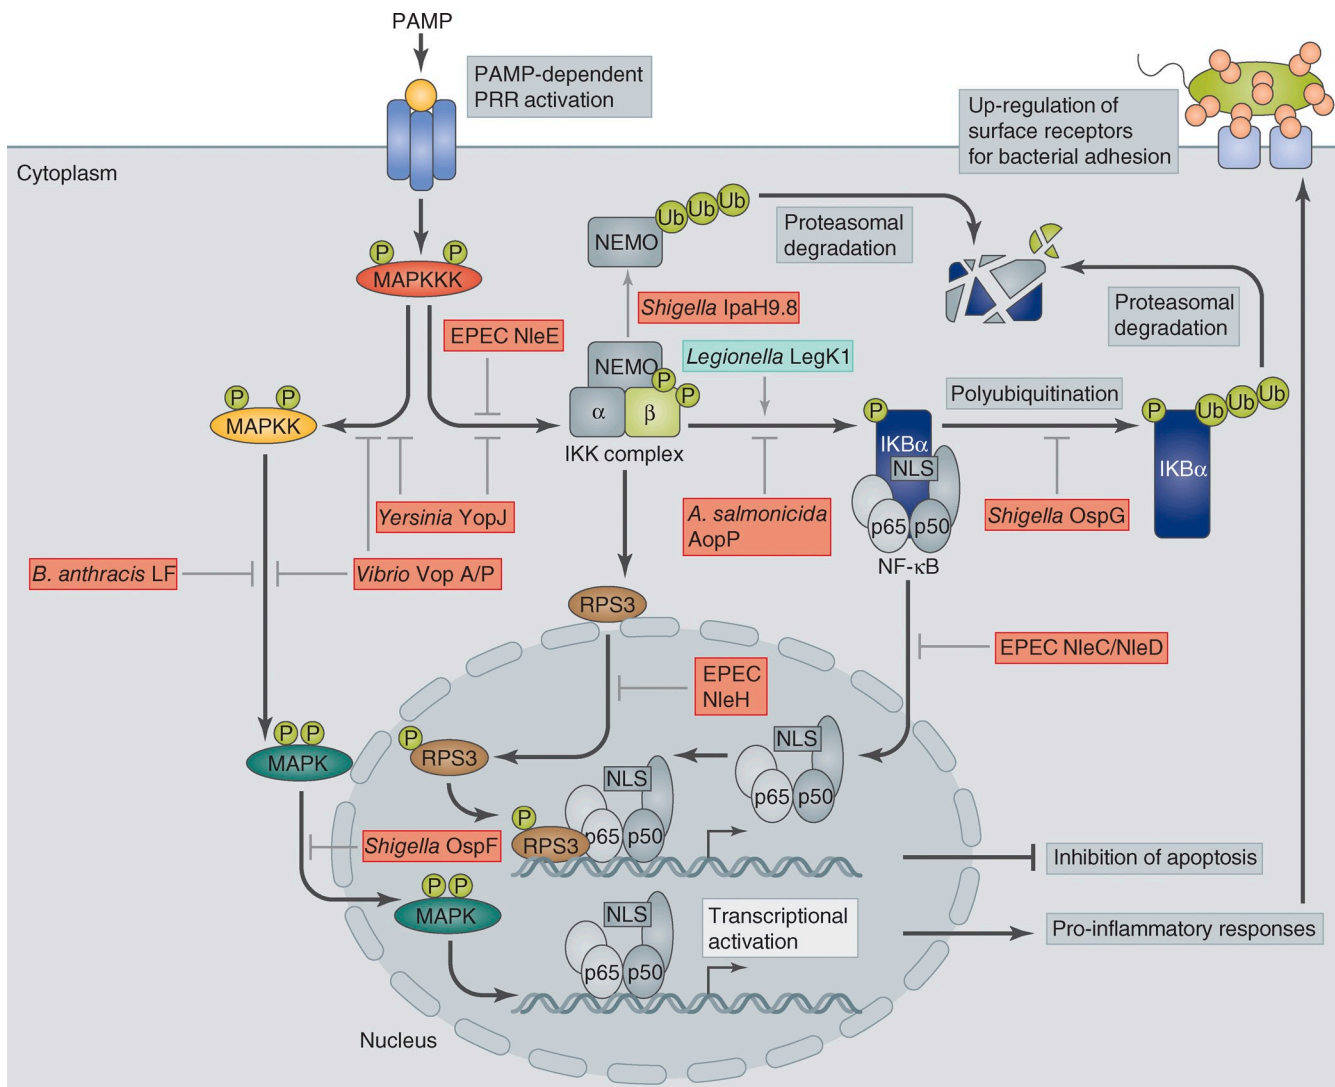 PAMP
PAMP-dependent
PRR activation
Up-regulation of
surface receptors
for bacterial adhesion
Cytoplasm
NEMO
Ub
Ub
Ub
Proteasomal
degradation
P
P
MAPKKK
Shigella IpaH9.8
Proteasomal
degradation
EPEC NleE
NEMO
P
P
α
β
IKK complex
Legionella LegK1
Polyubiquitination
P
P
MAPKK
P
IKBα
NLS
p65
p50
NF-κB
P
Ub
Ub
Ub
IKBα
Yersinia YopJ
A. salmonicida
AopP
Shigella OspG
B. anthracis LF
Vibrio Vop A/P
RPS3
EPEC NleC/NleD
EPEC
NleH
P
P
MAPK
P
RPS3
NLS
p65
p50
NLS
p65
p50
P
RPS3
Shigella OspF
Inhibition of apoptosis
P
P
MAPK
NLS
p65
p50
Transcriptional
activation
Pro-inflammatory responses
Nucleus